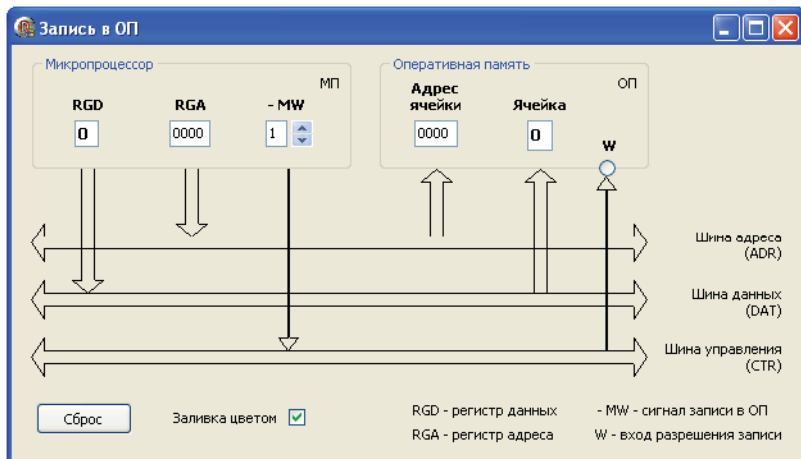 Запись в ОП
Микропроцессор
МП
RGD RGA - MW
0 0000 1
Оперативная память
ОП
Адрес
ячейки
Ячейка
0000 0
W
Шина адреса
(ADR)
Шина данных
(DAT)
Шина управления
(CTR)
Сброс
Заливка цветом
RGD - регистр данных
- MW - сигнал записи в ОП
RGA - регистр адреса
W - вход разрешения записи